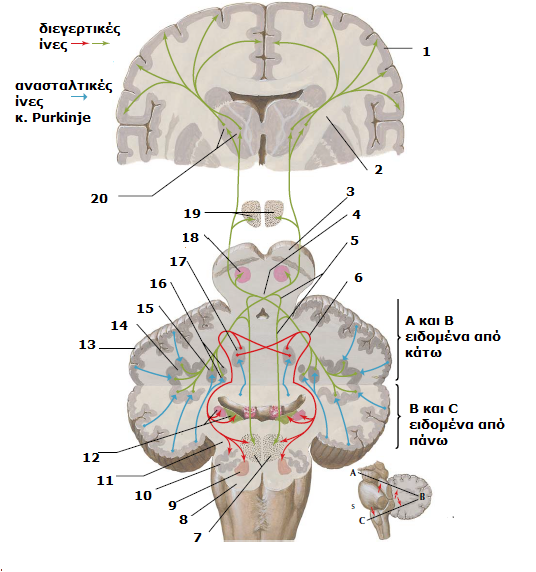 διεγερτικές
ίνες
ανασταλτικές
ίνες
κ. Purkinje
1
2
20
3
19
4
18
5
17
6
16
15
14
13
Α και Β
ειδομένα από
κάτω
Β και C
ειδομένα από
πάνω
12
11
10
9
8
7
A
B
S
C